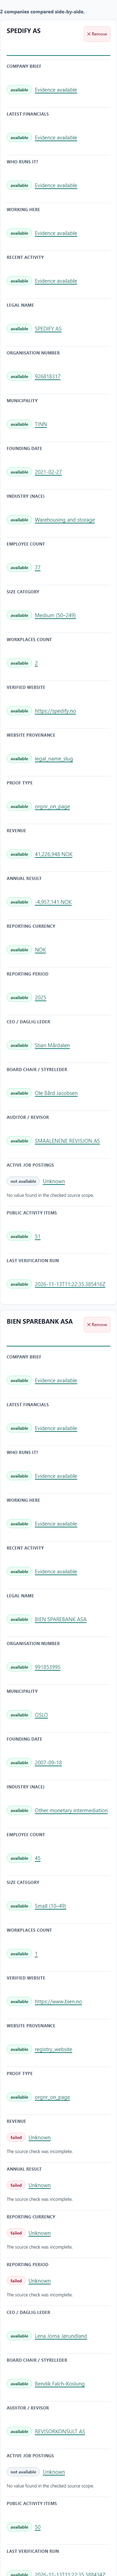 2 companies compared side-by-side.
SPEDIFY AS
✕ Remove
COMPANY BRIEF
available Evidence available
LATEST FINANCIALS
available Evidence available
WHO RUNS IT?
available Evidence available
WORKING HERE
available Evidence available
RECENT ACTIVITY
available Evidence available
LEGAL NAME
available SPEDIFY AS
ORGANISATION NUMBER
available 926818317
MUNICIPALITY
available TINN
FOUNDING DATE
available 2021-02-27
INDUSTRY (NACE)
available Warehousing and storage
EMPLOYEE COUNT
available 77
SIZE CATEGORY
available Medium (50–249)
WORKPLACES COUNT
available 2
VERIFIED WEBSITE
available https://spedify.no
WEBSITE PROVENANCE
available legal_name_slug
PROOF TYPE
available orgnr_on_page
REVENUE
available 41,226,948 NOK
ANNUAL RESULT
available -4,957,141 NOK
REPORTING CURRENCY
available NOK
REPORTING PERIOD
available 2025
CEO / DAGLIG LEDER
available Stian Mårdalen
BOARD CHAIR / STYRELEDER
available Ole Bård Jacobsen
AUDITOR / REVISOR
available SMAALENENE REVISJON AS
ACTIVE JOB POSTINGS
not available Unknown
No value found in the checked source scope.
PUBLIC ACTIVITY ITEMS
available 51
LAST VERIFICATION RUN
available 2026-11-13T11:22:35.385416Z
BIEN SPAREBANK ASA
✕ Remove
COMPANY BRIEF
available Evidence available
LATEST FINANCIALS
available Evidence available
WHO RUNS IT?
available Evidence available
WORKING HERE
available Evidence available
RECENT ACTIVITY
available Evidence available
LEGAL NAME
available BIEN SPAREBANK ASA
ORGANISATION NUMBER
available 991853995
MUNICIPALITY
available OSLO
FOUNDING DATE
available 2007-09-18
INDUSTRY (NACE)
available Other monetary intermediation
EMPLOYEE COUNT
available 45
SIZE CATEGORY
available Small (10–49)
WORKPLACES COUNT
available 1
VERIFIED WEBSITE
available https://www.bien.no
WEBSITE PROVENANCE
available registry_website
PROOF TYPE
available orgnr_on_page
REVENUE
failed Unknown
The source check was incomplete.
ANNUAL RESULT
failed Unknown
The source check was incomplete.
REPORTING CURRENCY
failed Unknown
The source check was incomplete.
REPORTING PERIOD
failed Unknown
The source check was incomplete.
CEO / DAGLIG LEDER
available Lena Jorma Jørundland
BOARD CHAIR / STYRELEDER
available Bendik Falch-Koslung
AUDITOR / REVISOR
available REVISORKONSULT AS
ACTIVE JOB POSTINGS
not available Unknown
No value found in the checked source scope.
PUBLIC ACTIVITY ITEMS
available 50
LAST VERIFICATION RUN